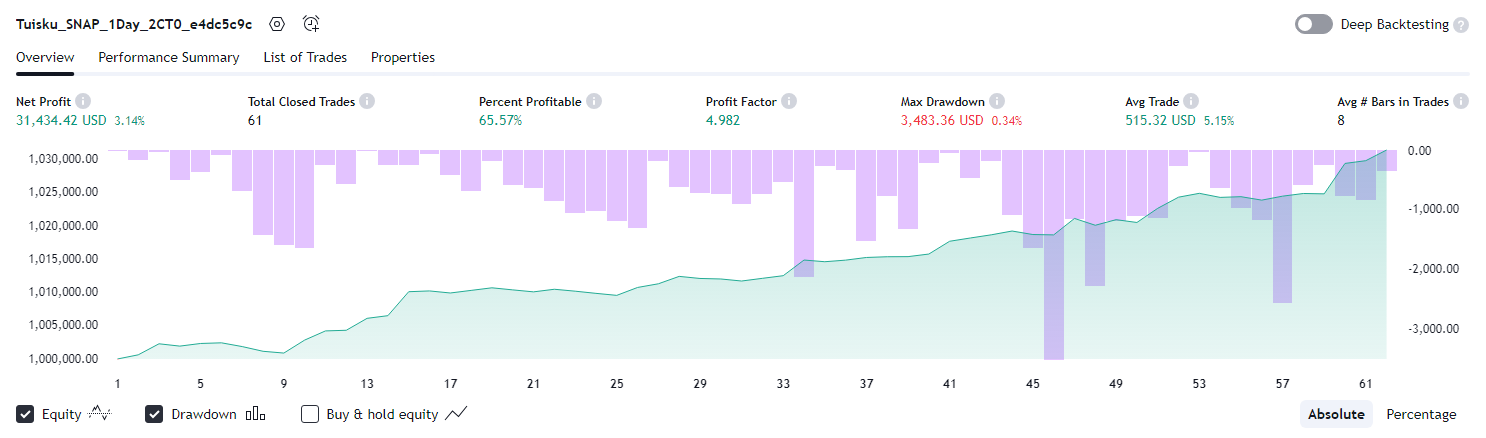 Tuisku_SNAP_1Day_2CT0_e4dc5c9c Deep Backtesting ?
Overview Performance Summary List of Trades Properties
Net Profit Total Closed Trades Percent Profitable Profit Factor Max Drawdown Avg Trade Avg # Bars in Trades
31,434.42 USD 3.14% 61 65.57% 4.982 3,483.36 USD 0.34% 515.32 USD 5.15% 8
1,030,000.00 0.00
1,025,000.00
-1,000.00
1,020,000.00
1,015,000.00
-2,000.00
1,010,000.00
1,005,000.00 -3,000.00
1,000,000.00
1 5 9 13 17 21 25 29 33 37 41 45 49 53 57 61
Equity Drawdown Buy & hold equity Absolute Percentage